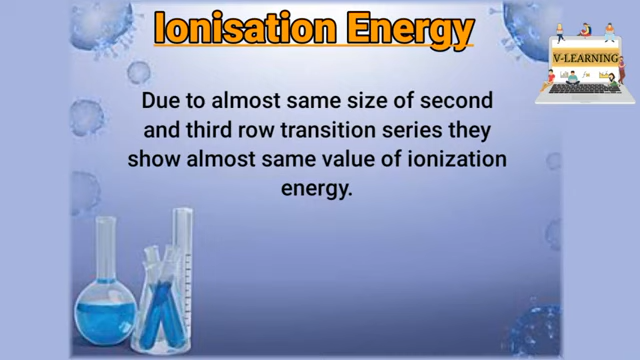 Ionisation Energy
V-LEARNING
Due to almost same size of second
and third row transition series they
show almost same value of ionization
energy.